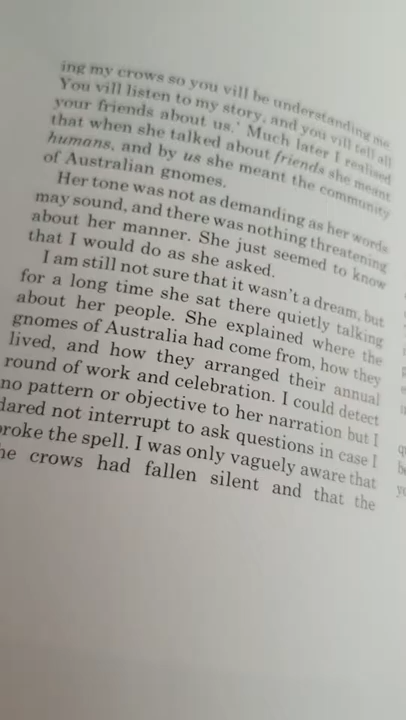 ing my crows so you vill be understanding me
You vill listen to my story, and you vill tell all
your friends about us.' Much later I realised
that when she talked about friends she meant
humans, and by us she meant the community
of Australian gnomes.
Her tone was not as demanding as her words
may sound, and there was nothing threatening
about her manner. She just seemed to know
that I would do as she asked.
I am still not sure that it wasn't a dream, but
for a long time she sat there quietly talking
about her people. She explained where the
gnomes of Australia had come from, how they
lived, and how they arranged their annual
round of work and celebration. I could detect
no pattern or objective to her narration but I
dared not interrupt to ask questions in case I
broke the spell. I was only vaguely aware that
he crows had fallen silent and that the